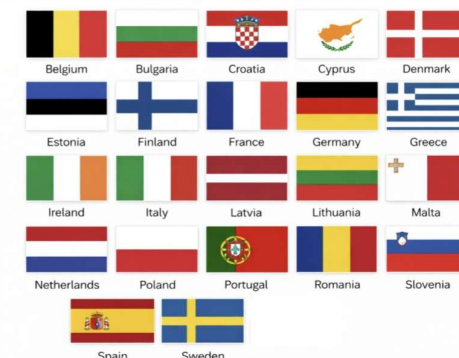 Belgium Bulgaria Croatia Cyprus Denmark
Estonia Finland France Germany Greece
Ireland Italy Latvia Lithuania Malta
Netherlands Poland Portugal Romania Slovenia
Spain Sweden